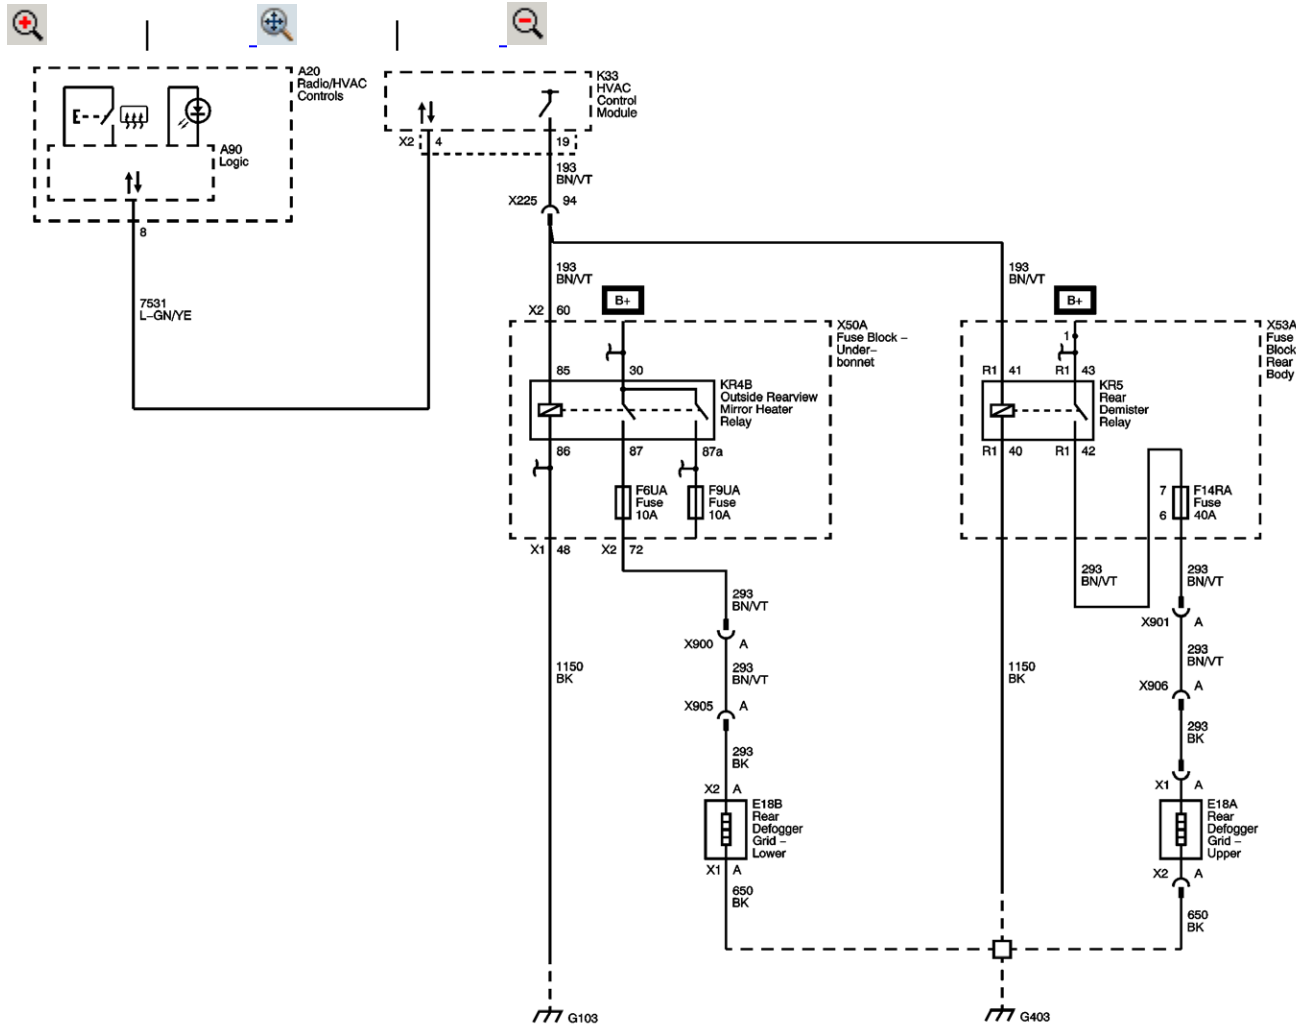 A20
Radio/HVAC
Controls
A90
Logic
8
7531
L–GN/YE
K33
HVAC
Control
Module
X2
4
19
193
BN/VT
X225
94
193
BN/VT
193
BN/VT
B+
B+
X2
60
X50A
Fuse Block –
Under–
bonnet
X53A
Fuse
Block
Rear
Body
1
85
30
R1
41
R1
43
KR4B
Outside Rearview
Mirror Heater
Relay
KR5
Rear
Demister
Relay
86
87
87a
R1
40
R1
42
F6UA
Fuse
10A
F9UA
Fuse
10A
7
6
F14RA
Fuse
40A
X1
48
X2
72
293
BN/VT
293
BN/VT
293
BN/VT
X900
A
X901
A
1150
BK
293
BN/VT
1150
BK
293
BN/VT
X905
A
X906
A
293
BK
293
BK
X2
A
X1
A
E18B
Rear
Defogger
Grid –
Lower
E18A
Rear
Defogger
Grid –
Upper
X1
A
X2
A
650
BK
650
BK
G103
G403